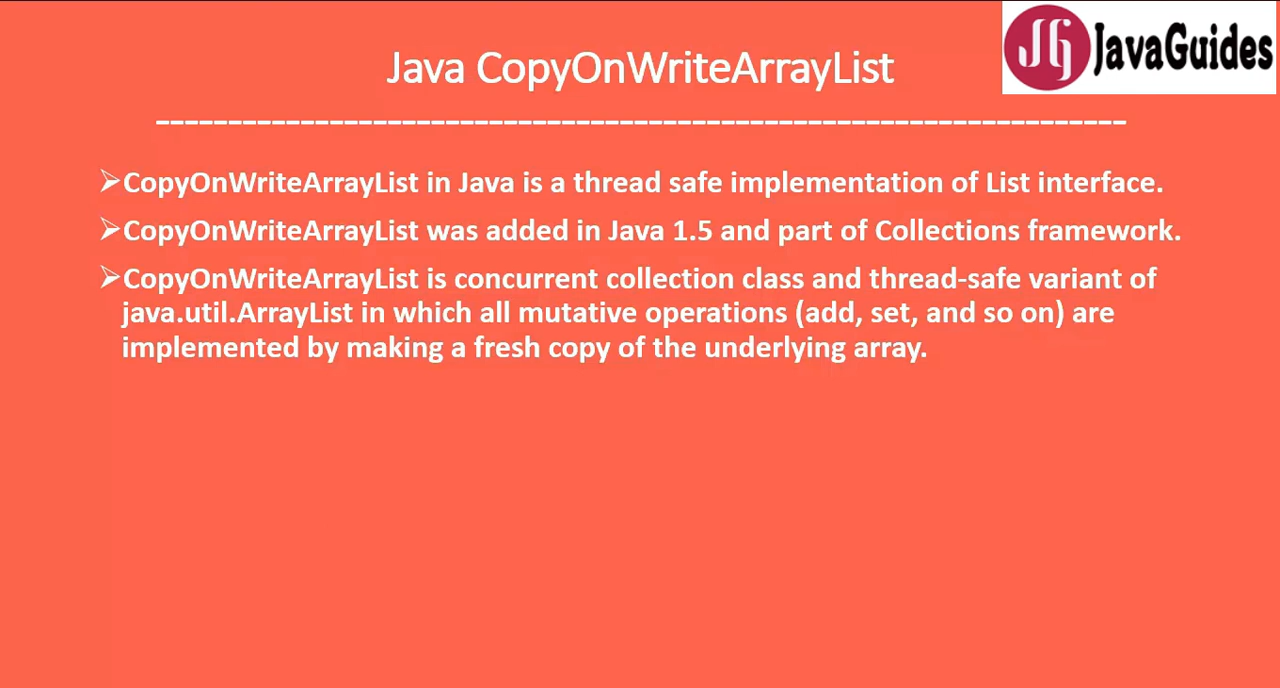 JavaGuides
Java CopyOnWriteArrayList
--------------------------------------------------------------------
➢CopyOnWriteArrayList in Java is a thread safe implementation of List interface.
➢CopyOnWriteArrayList was added in Java 1.5 and part of Collections framework.
➢CopyOnWriteArrayList is concurrent collection class and thread-safe variant of
java.util.ArrayList in which all mutative operations (add, set, and so on) are
implemented by making a fresh copy of the underlying array.